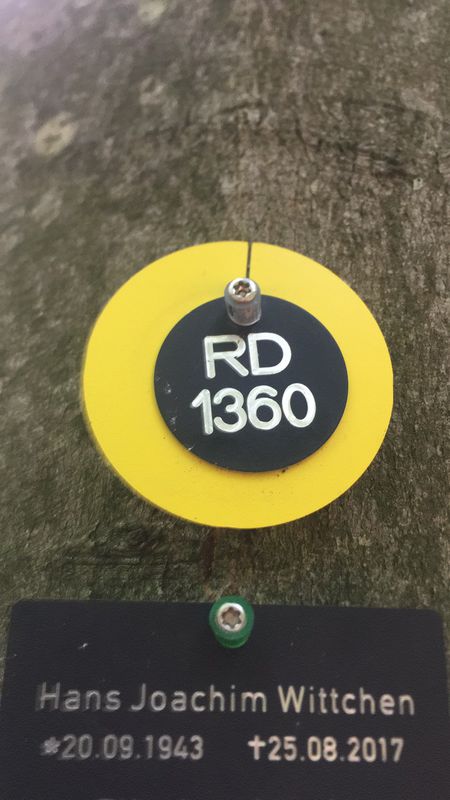 RD
1360
Hans Joachim Wittchen
*20.09.1943 †25.08.2017